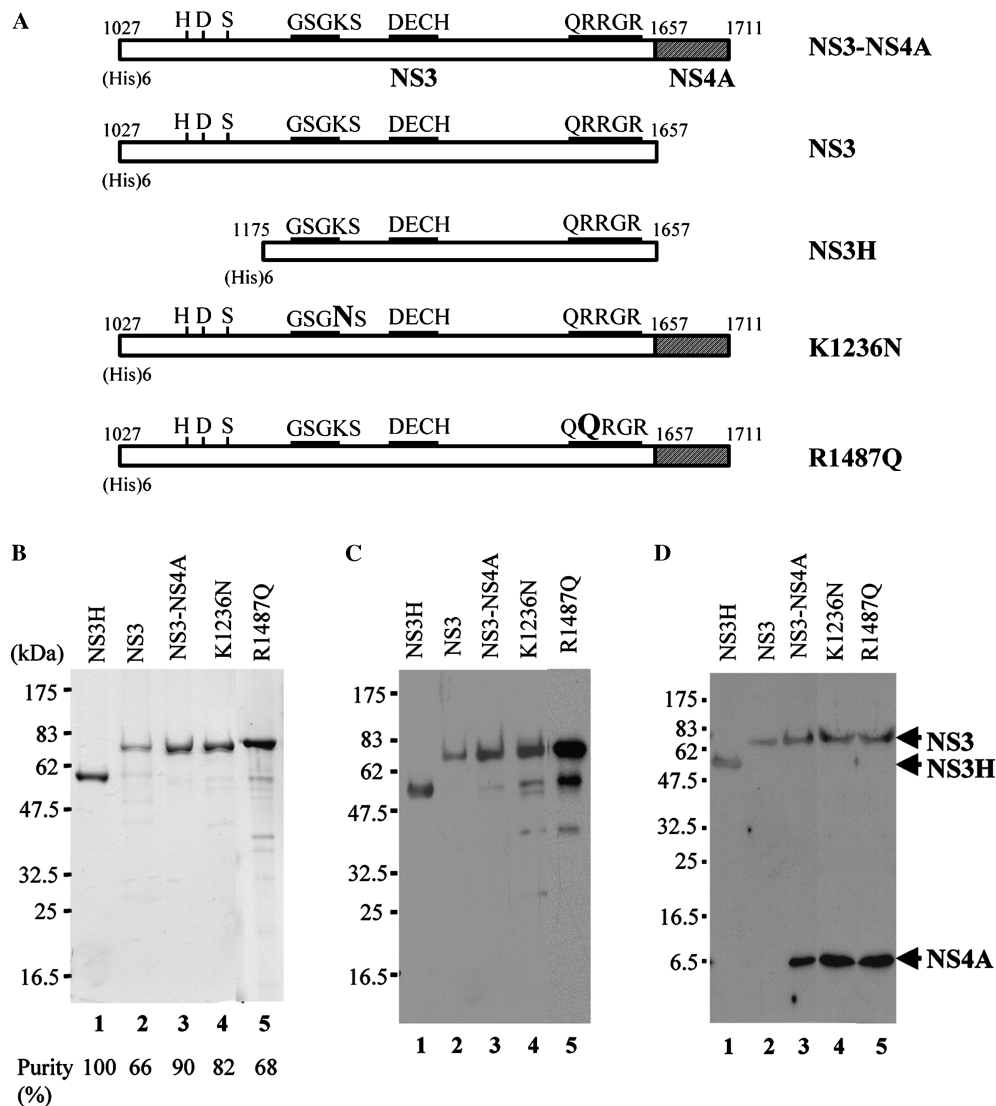 A
1027 H D S GSGKS DECH QRRGR 1657 1711
NS3-NS4A
(His)6 NS3 NS4A
1027 H D S GSGKS DECH QRRGR 1657
NS3
(His)6
1175 GSGKS DECH QRRGR 1657
NS3H
(His)6
1027 H D S GSGNS DECH QRRGR 1657 1711
K1236N
(His)6
1027 H D S GSGKS DECH QQRGR 1657 1711
R1487Q
(His)6
B
(kDa) NS3H NS3 NS3-NS4A K1236N R1487Q
175
83
62
47.5
32.5
25
16.5
1 2 3 4 5
Purity 100 66 90 82 68
(%)
C
NS3H NS3 NS3-NS4A K1236N R1487Q
175
83
62
47.5
32.5
25
16.5
1 2 3 4 5
D
NS3H NS3 NS3-NS4A K1236N R1487Q
175
83
62
47.5
32.5
25
16.5
6.5
NS3
NS3H
NS4A
1 2 3 4 5